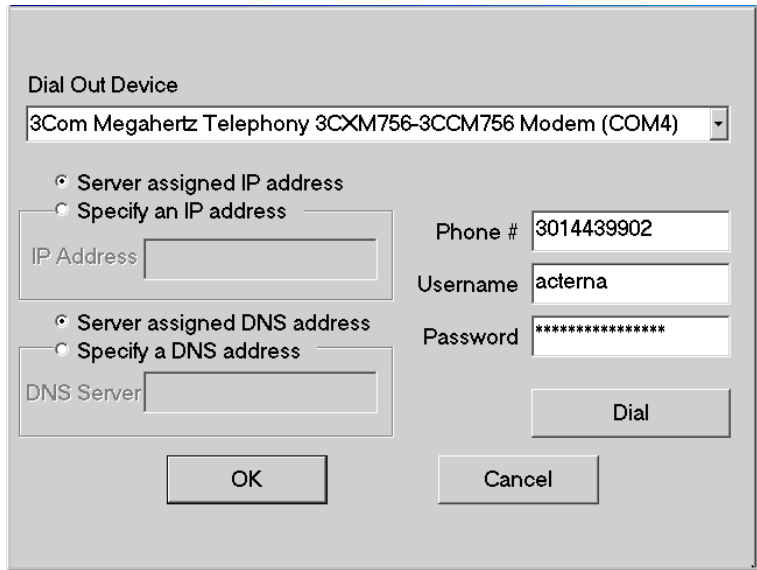 Dial Out Device
3Com Megahertz Telephony 3CXM756-3CCM756 Modem (COM4)
Server assigned IP address
Specify an IP address
IP Address
Server assigned DNS address
Specify a DNS address
DNS Server
Phone # 3014439902
Username acterna
Password ****************
Dial
OK
Cancel